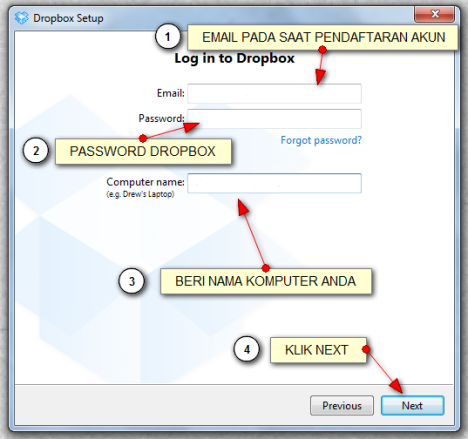 Dropbox Setup
1
EMAIL PADA SAAT PENDAFTARAN AKUN
Log in to Dropbox
Email:
Password:
Forgot password?
2
PASSWORD DROPBOX
Computer name:
(e.g. Drew's Laptop)
3
BERI NAMA KOMPUTER ANDA
4
KLIK NEXT
Previous
Next